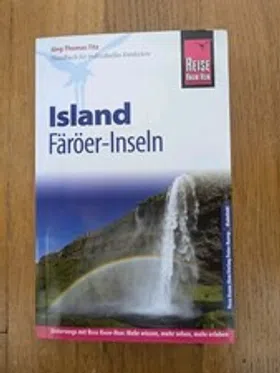 Jörg-Thomas Titz
Handbuch für individuelles Entdecken
REISE
KNOW-HOW
Island
Färöer-Inseln
Unterwegs mit Reise Know-How: Mehr wissen, mehr sehen, mehr erleben